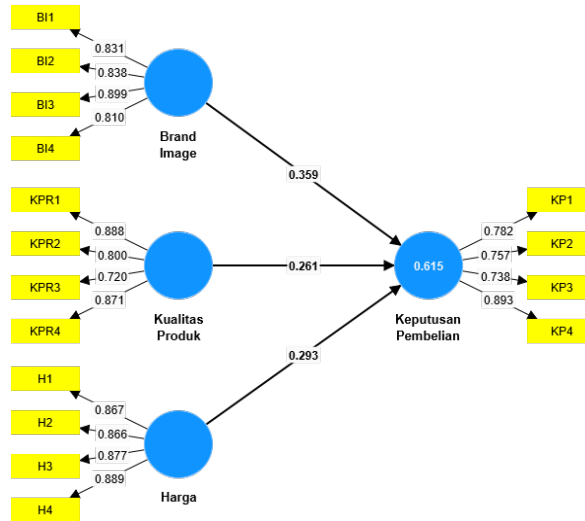 BI1
0.831
BI2
0.838
BI3
0.899
BI4
0.810
Brand
Image
0.359
KPR1
0.888
KPR2
0.800
KPR3
0.720
KPR4
0.871
Kualitas
Produk
0.261
H1
0.867
H2
0.866
H3
0.877
H4
0.889
Harga
0.293
0.615
Keputusan
Pembelian
KP1
0.782
KP2
0.757
KP3
0.738
KP4
0.893